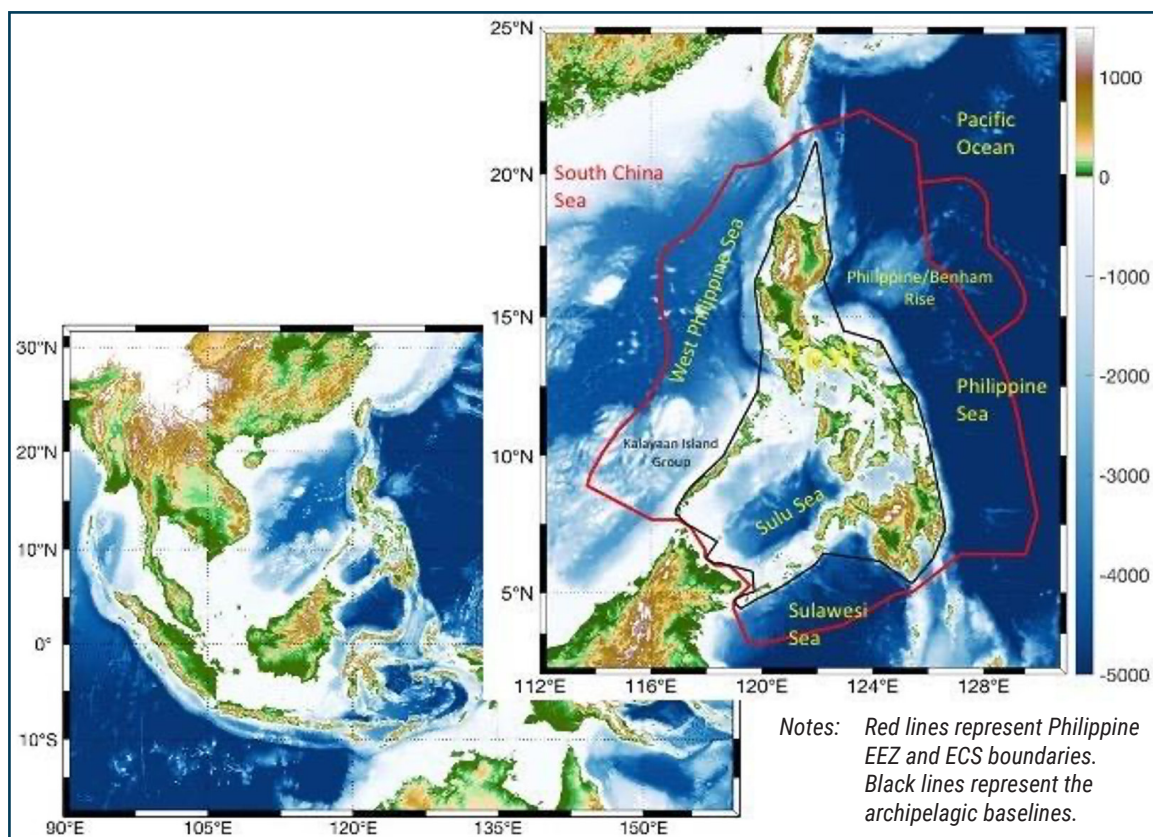 25°N
20°N
15°N
10°N
5°N
112°E
116°E
120°E
124°E
128°E
Pacific
Ocean
South China
Sea
West Philippine Sea
Philippine/Benham
Rise
Philippine
Sea
Kalayaan Island
Group
Sulu Sea
Sulawesi
Sea
1000
0
-1000
-2000
-3000
-4000
-5000
30°N
20°N
10°N
0°
10°S
90°E
105°E
120°E
135°E
150°E
Notes: Red lines represent Philippine
EEZ and ECS boundaries.
Black lines represent the
archipelagic baselines.